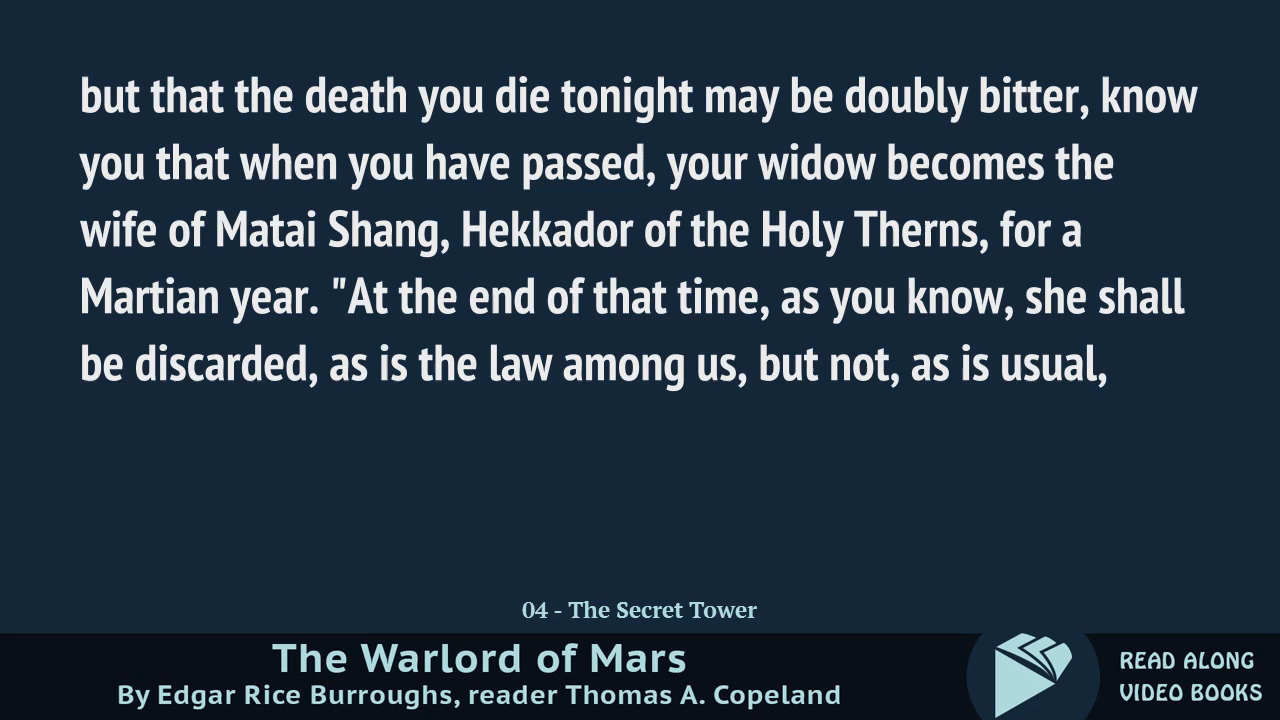 but that the death you die tonight may be doubly bitter, know
you that when you have passed, your widow becomes the
wife of Matai Shang, Hekkador of the Holy Therns, for a
Martian year. "At the end of that time, as you know, she shall
be discarded, as is the law among us, but not, as is usual,
04 - The Secret Tower
The Warlord of Mars
By Edgar Rice Burroughs, reader Thomas A. Copeland
READ ALONG
VIDEO BOOKS